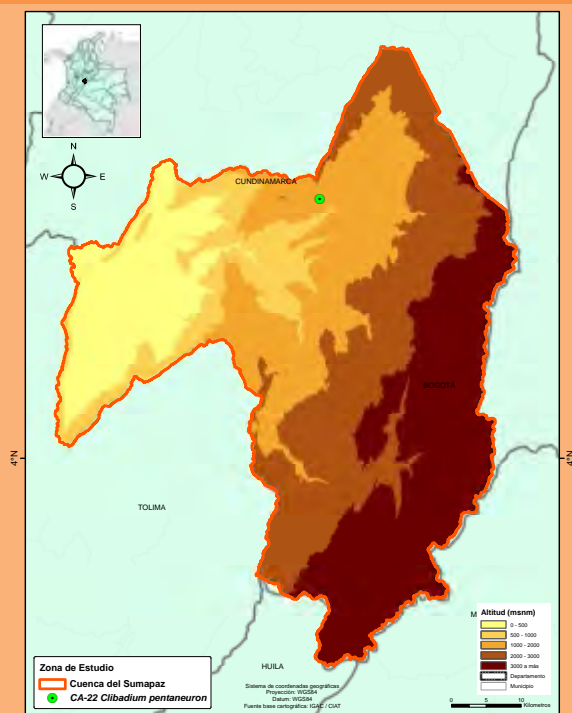 N
W E
S
CUNDINAMARCA
BOGOTÁ
4°N
4°N
TOLIMA
HUILA
M
Altitud (msnm)
0 - 500
500 - 1000
1000 - 2000
2000 - 3000
3000 a más
Departamento
Municipio
Zona de Estudio
Cuenca del Sumapaz
CA-22 Clibadium pentaneuron
Sistema de coordenadas geográficas
Proyección: WGS84
Datum: WGS84
Fuente base cartográfica: IGAC / CIAT
0 5 10
Kilometros